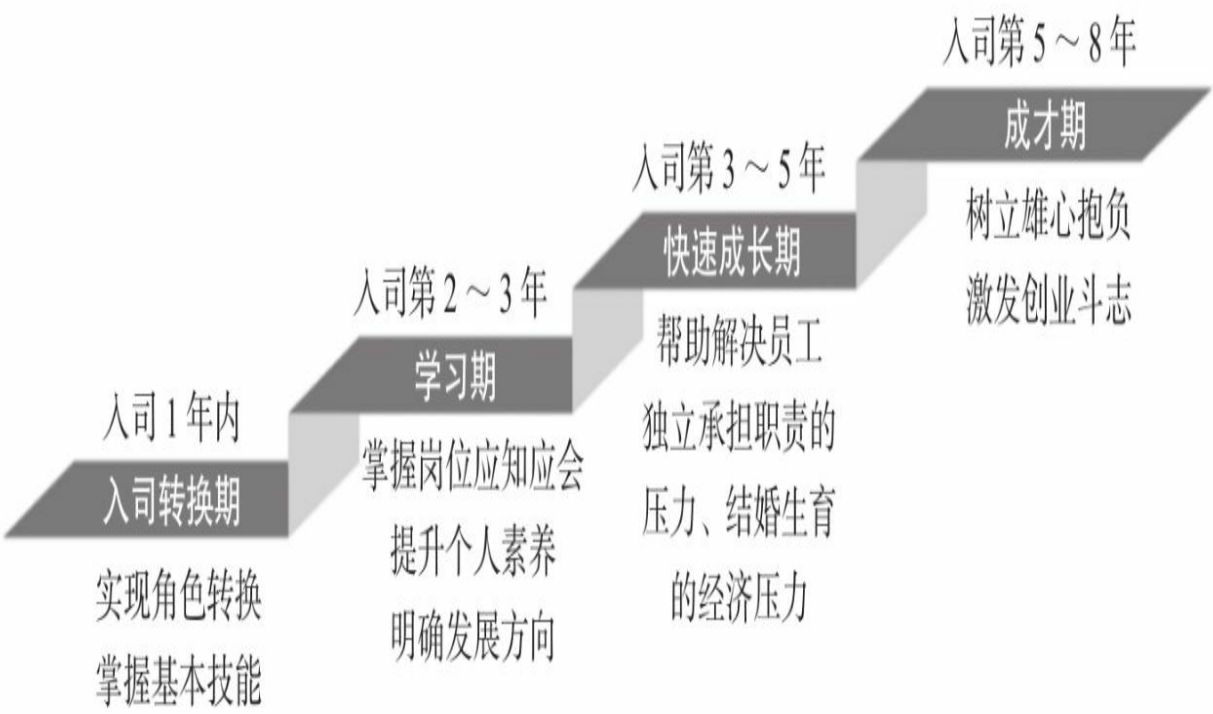 入司1年内
入司转换期
实现角色转换
掌握基本技能
入司第2～3年
学习期
掌握岗位应知应会
提升个人素养
明确发展方向
入司第3～5年
快速成长期
帮助解决员工
独立承担职责的
压力、结婚生育
的经济压力
入司第5～8年
成才期
树立雄心抱负
激发创业斗志